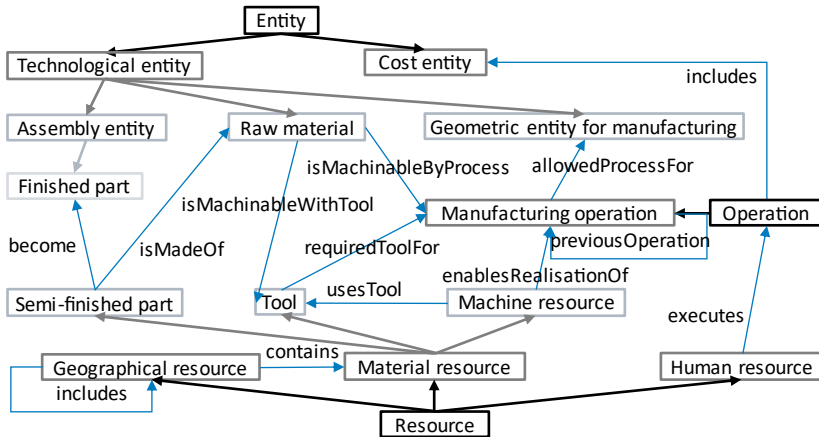 Entity
Technological entity
Cost entity
includes
Assembly entity
Raw material
Geometric entity for manufacturing
isMachinableByProcess
allowedProcessFor
Finished part
isMachinableWithTool
Manufacturing operation
Operation
become
isMadeOf
requiredToolFor
previousOperation
enablesRealisationOf
Semi-finished part
Tool
usesTool
Machine resource
executes
contains
Geographical resource
Material resource
Human resource
includes
Resource